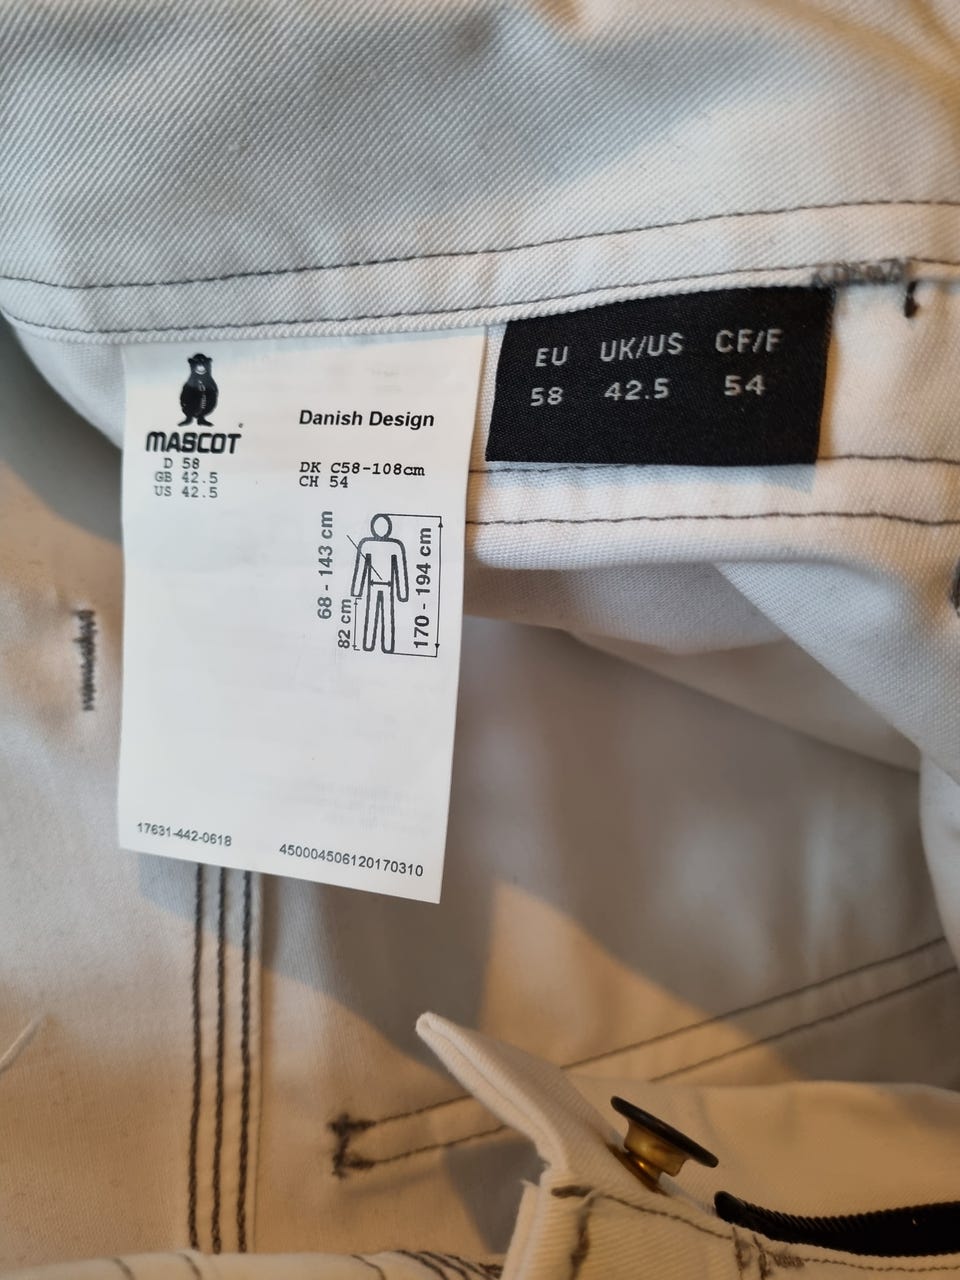 MASCOT
Danish Design
D 58
GB 42.5
US 42.5
DK C58-108cm
CH 54
68 - 143 cm
82 cm
170 - 194 cm
17631-442-0618
450004506120170310
EU UK/US CF/F
58 42.5 54